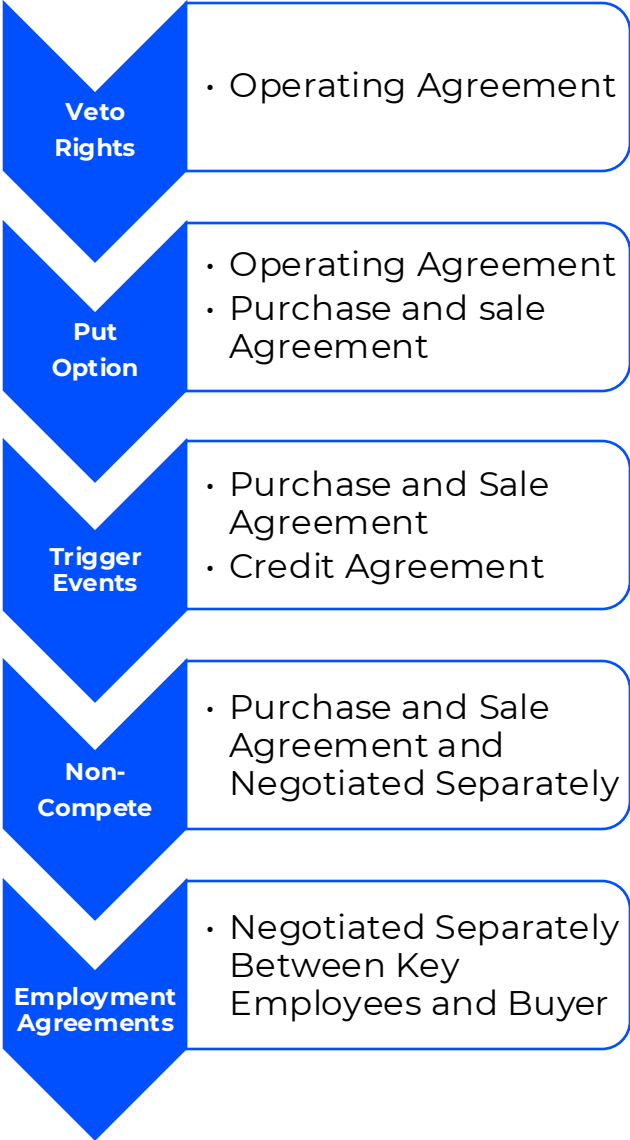 Veto
Rights
• Operating Agreement
Put
Option
• Operating Agreement
• Purchase and sale
Agreement
Trigger
Events
• Purchase and Sale
Agreement
• Credit Agreement
Non-
Compete
• Purchase and Sale
Agreement and
Negotiated Separately
Employment
Agreements
• Negotiated Separately
Between Key
Employees and Buyer